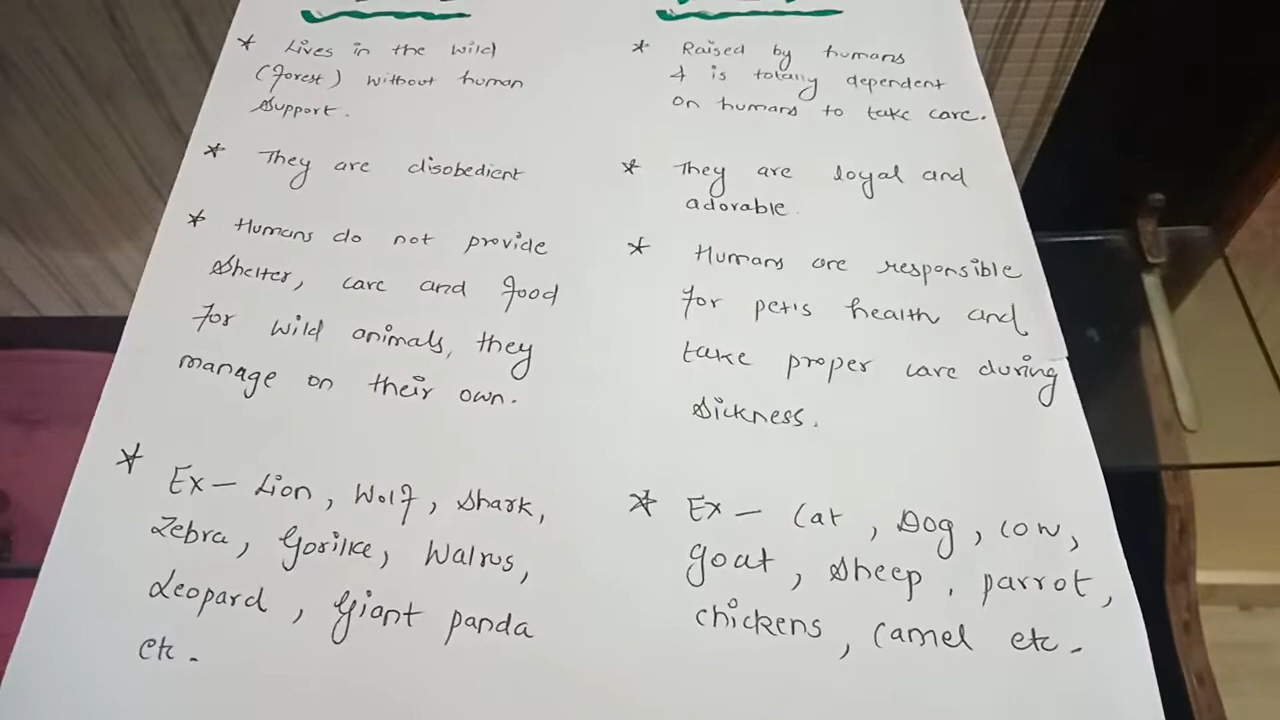 * Lives in the wild
(forest) without human
support.
* They are disobedient
* Humans do not provide
shelter, care and food
for wild animals, they
manage on their own.
* Ex - Lion, Wolf, Shark,
Zebra, Gorilke, Walrus,
Leopard, Giant panda
etc.
* Raised by humans
& is totally dependent
on humans to take care.
* They are loyal and
adorable.
* Humans are responsible
for pet's health and
take proper care during
sickness.
* Ex - Cat, Dog, cow,
goat, sheep, parrot,
chickens, camel etc.